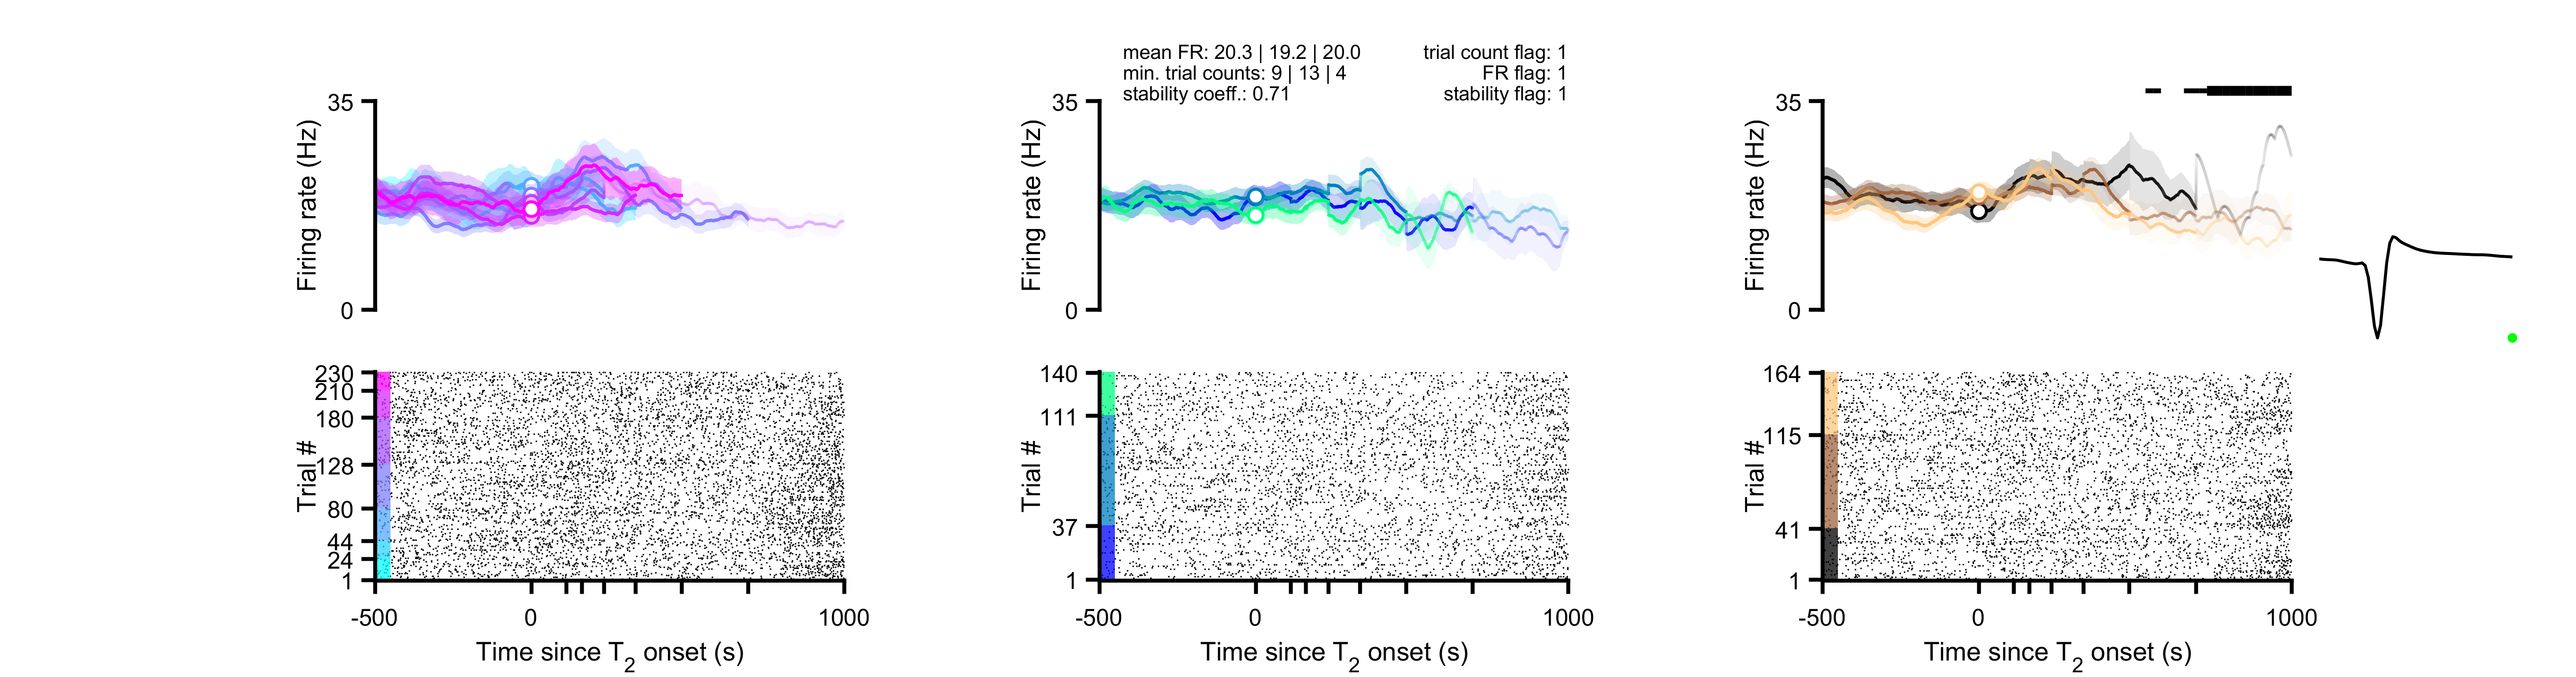 mean FR: 20.3 | 19.2 | 20.0
min. trial counts: 9 | 13 | 4
stability coeff.: 0.71
trial count flag: 1
FR flag: 1
stability flag: 1
35
Firing rate (Hz)
0
35
Firing rate (Hz)
0
35
Firing rate (Hz)
0
230
210
180
128
80
44
24
1
Trial #
-500
0
1000
Time since T2 onset (s)
140
111
37
1
Trial #
-500
0
1000
Time since T2 onset (s)
164
115
41
1
Trial #
-500
0
1000
Time since T2 onset (s)